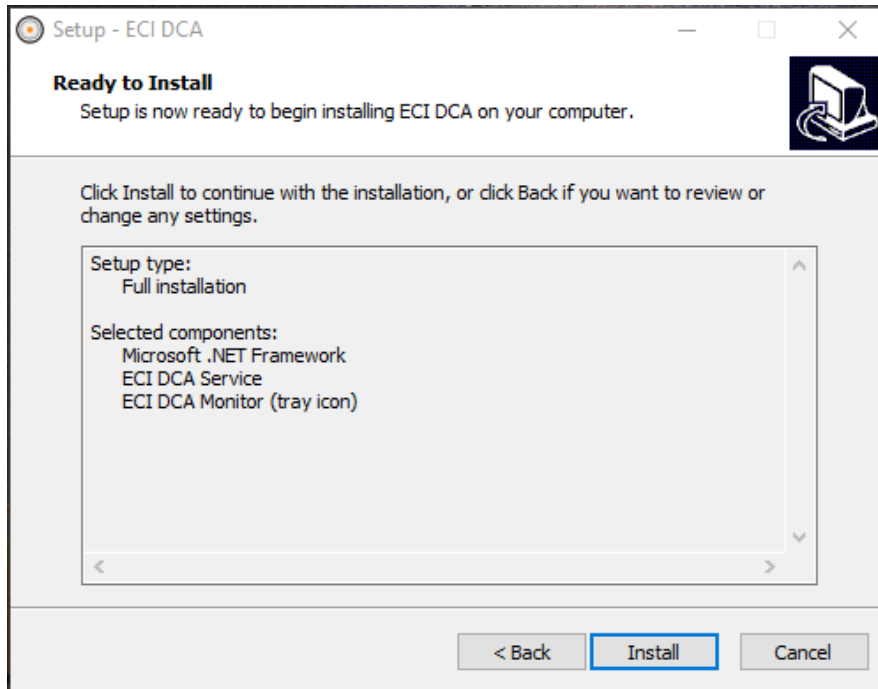 Setup - ECI DCA
Ready to Install
Setup is now ready to begin installing ECI DCA on your computer.
Click Install to continue with the installation, or click Back if you want to review or
change any settings.
Setup type:
Full installation
Selected components:
Microsoft .NET Framework
ECI DCA Service
ECI DCA Monitor (tray icon)
< Back
Install
Cancel